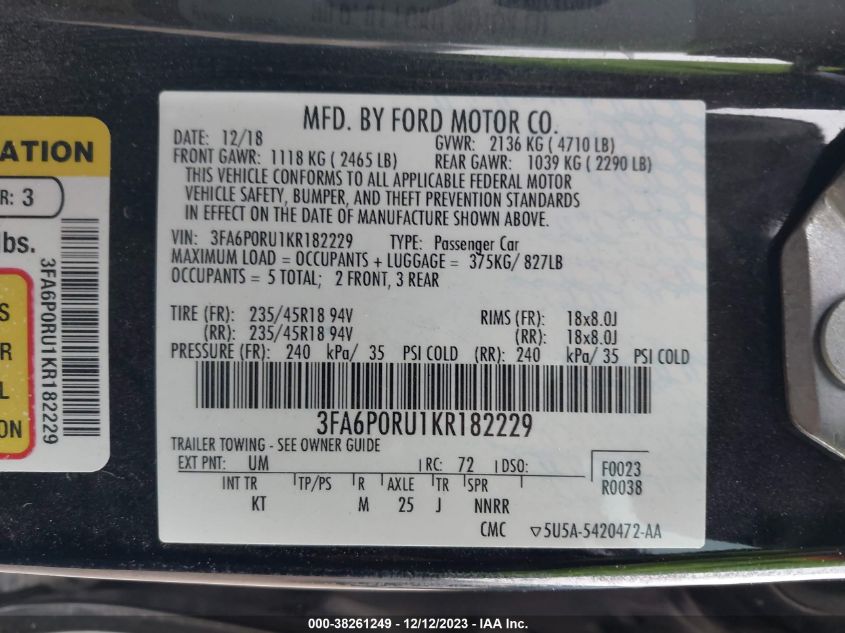 MFD. BY FORD MOTOR CO.
DATE: 12/18 GVWR: 2136 KG ( 4710 LB)
FRONT GAWR: 1118 KG ( 2465 LB) REAR GAWR: 1039 KG ( 2290 LB)
THIS VEHICLE CONFORMS TO ALL APPLICABLE FEDERAL MOTOR
VEHICLE SAFETY, BUMPER, AND THEFT PREVENTION STANDARDS
IN EFFECT ON THE DATE OF MANUFACTURE SHOWN ABOVE.
VIN: 3FA6P0RU1KR182229 TYPE: Passenger Car
MAXIMUM LOAD = OCCUPANTS + LUGGAGE = 375KG/ 827LB
OCCUPANTS = 5 TOTAL; 2 FRONT, 3 REAR
TIRE (FR): 235/45R18 94V RIMS (FR): 18x8.0J
(RR): 235/45R18 94V (RR): 18x8.0J
PRESSURE (FR): 240 kPa/ 35 PSI COLD (RR): 240 kPa/ 35 PSI COLD
3FA6P0RU1KR182229
TRAILER TOWING - SEE OWNER GUIDE
EXT PNT: UM RC: 72 DSO: F0023
INT TR TP/PS R AXLE TR SPR R0038
KT M 25 J NNRR
CMC ▽5U5A-5420472-AA
ATION
R: 3
lbs.
S
R
L
ON
3FA6P0RU1KR182229
000-38261249 - 12/12/2023 - IAA Inc.